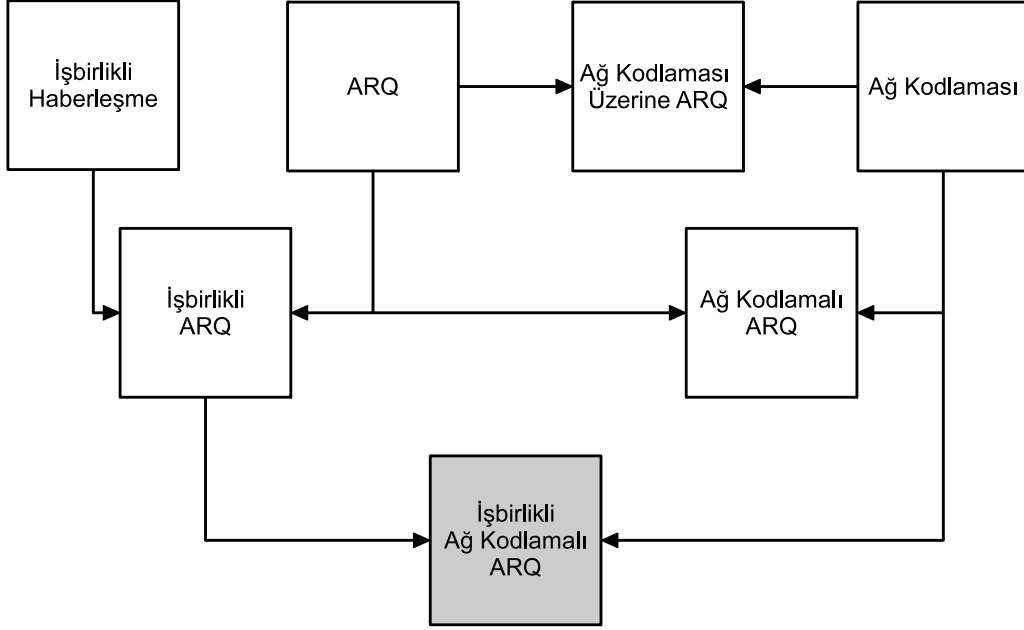 İşbirlikli
Haberleşme
ARQ
Ağ Kodlaması
Üzerine ARQ
Ağ Kodlaması
İşbirlikli
ARQ
Ağ Kodlamalı
ARQ
İşbirlikli
Ağ Kodlamalı
ARQ